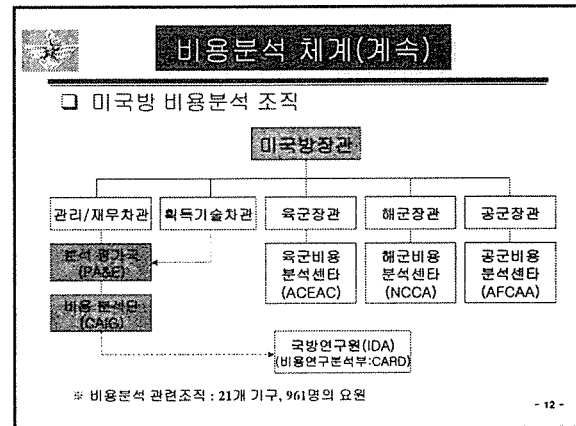 비용분석 체계(계속)
❑ 미국방 비용분석 조직
미국방장관
관리/재무차관
획득기술차관
육군장관
해군장관
공군장관
분석 평가국
(PA&E)
육군비용
분석센타
(ACEAC)
해군비용
분석센타
(NCCA)
공군비용
분석센타
(AFCAA)
비용 분석단
(CAIG)
국방연구원(IDA)
(비용연구분석부:CARD)
※ 비용분석 관련조직 : 21개 기구, 961명의 요원
- 12 -